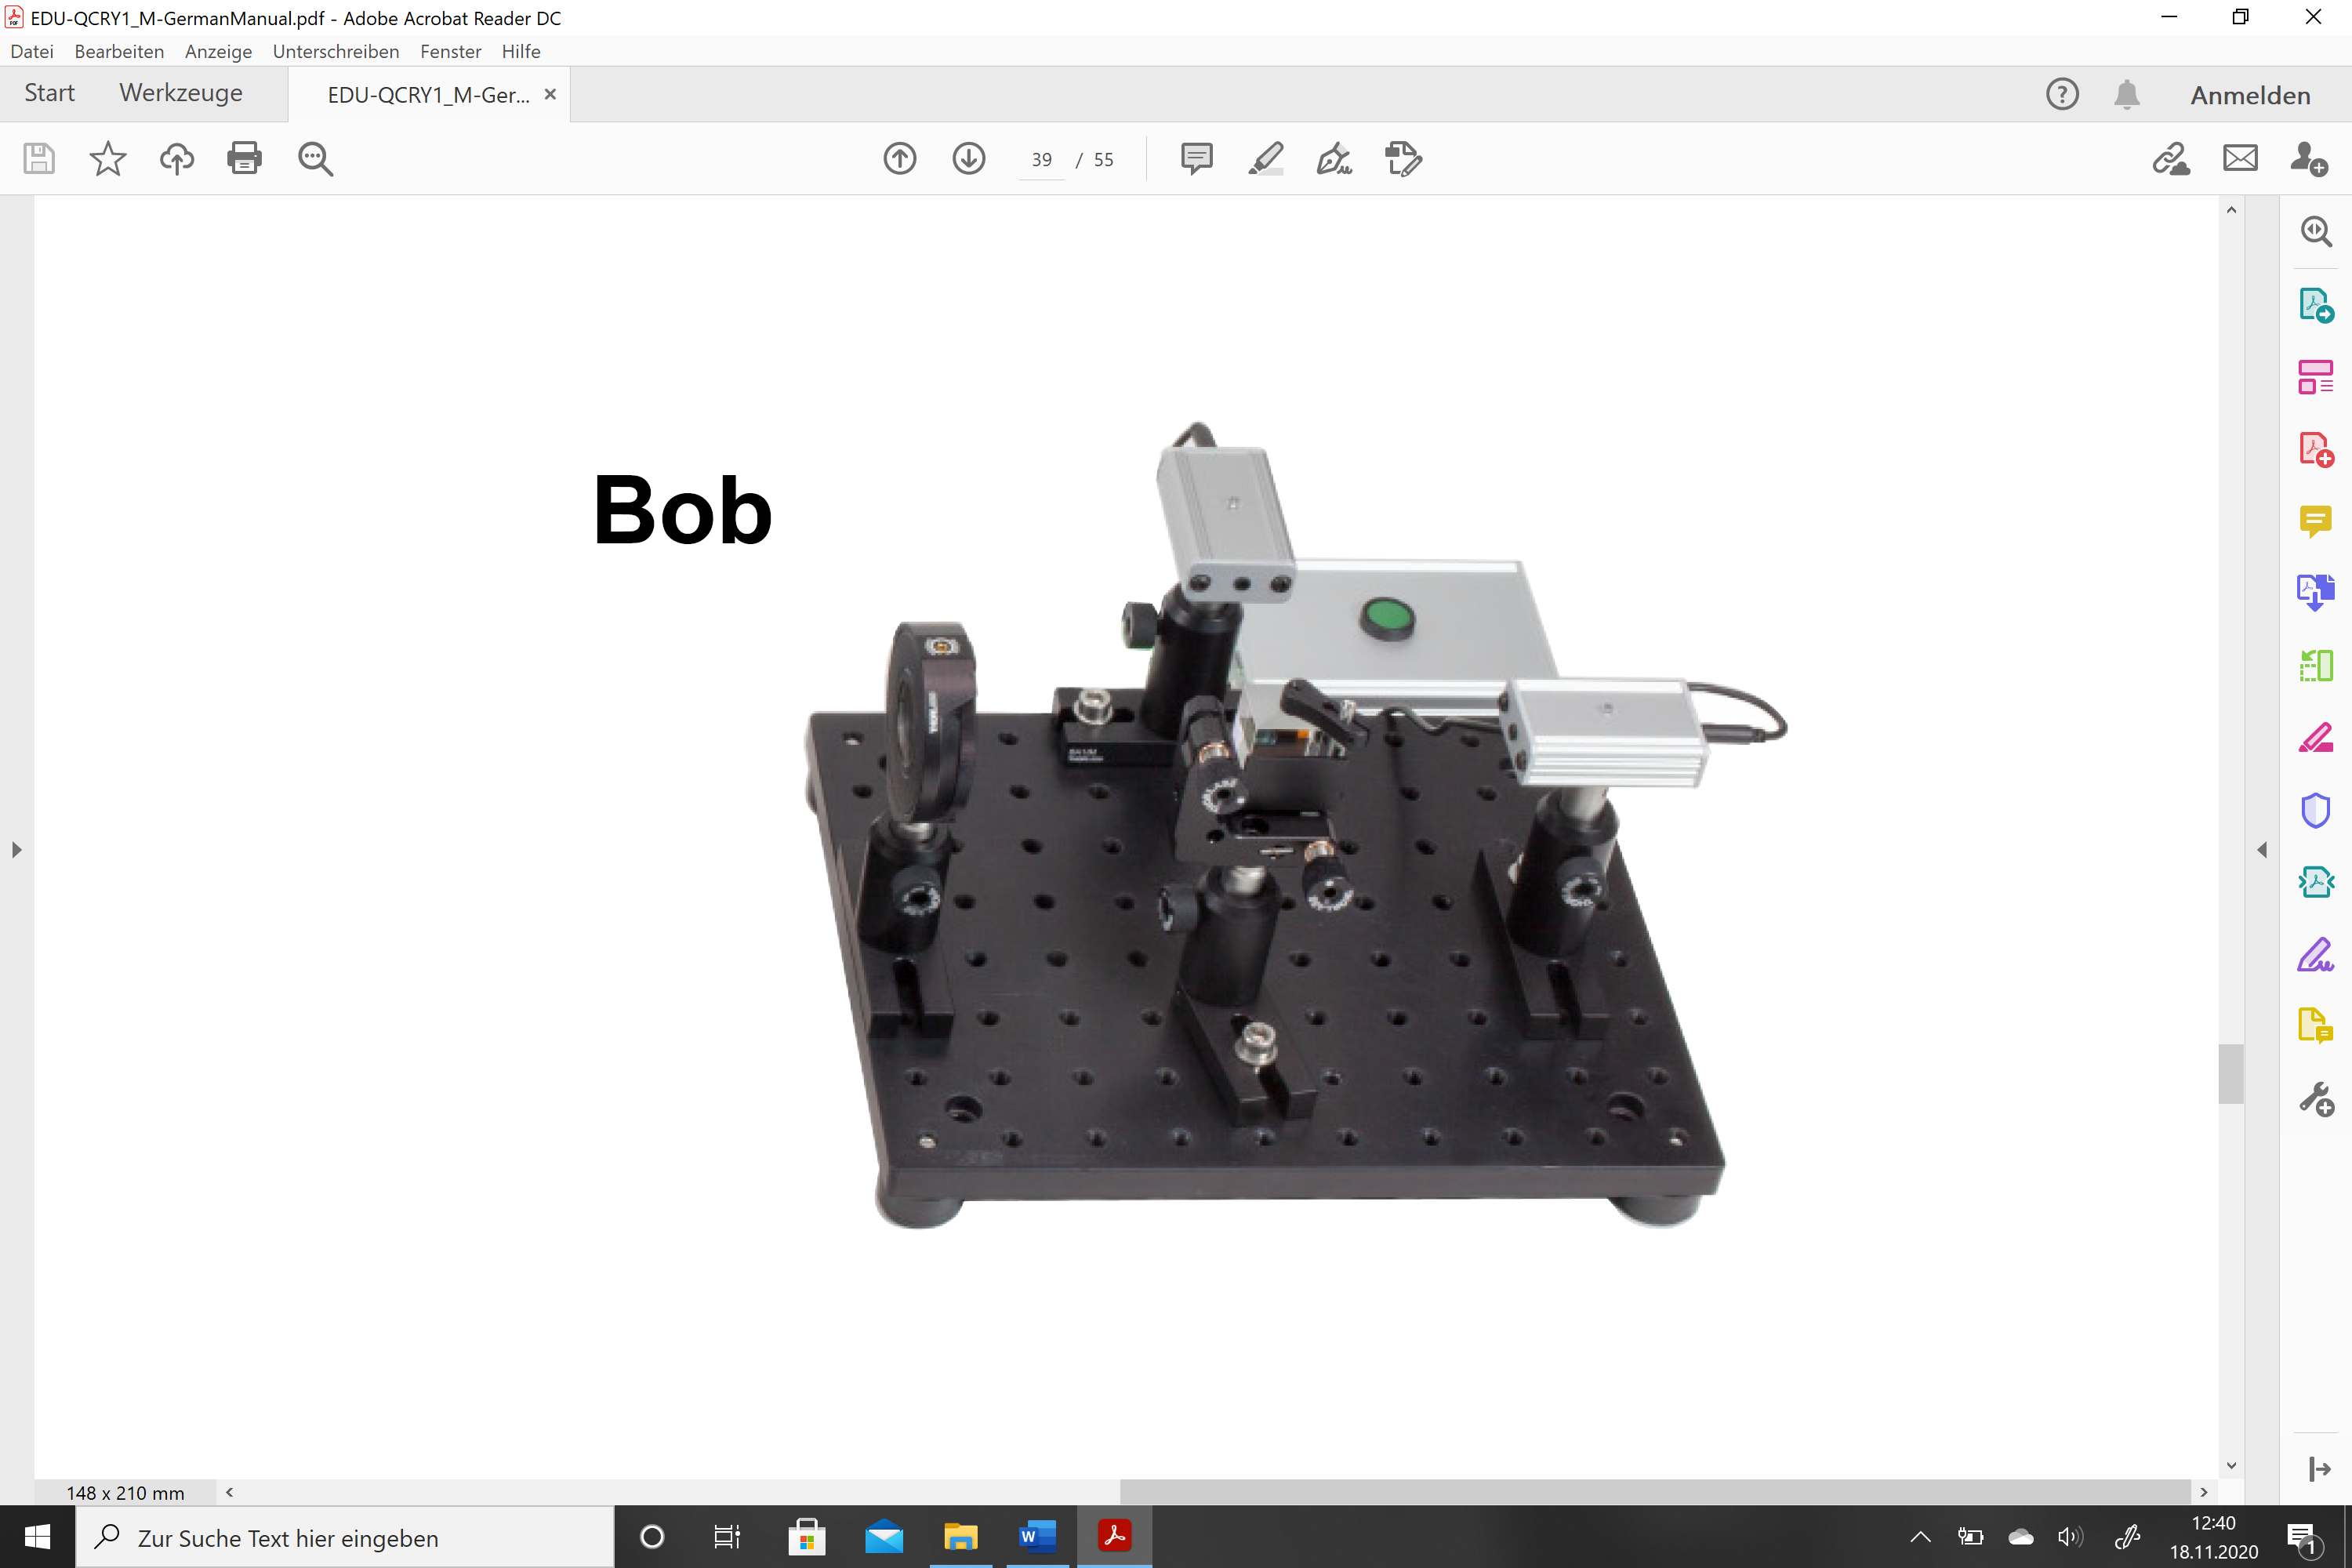 EDU-QCRY1_M-GermanManual.pdf - Adobe Acrobat Reader DC
Datei Bearbeiten Anzeige Unterschreiben Fenster Hilfe
Start Werkzeuge EDU-QCRY1_M-Ger... Anmelden
39 / 55
Bob
148 x 210 mm
Zur Suche Text hier eingeben
12:40
18.11.2020
1